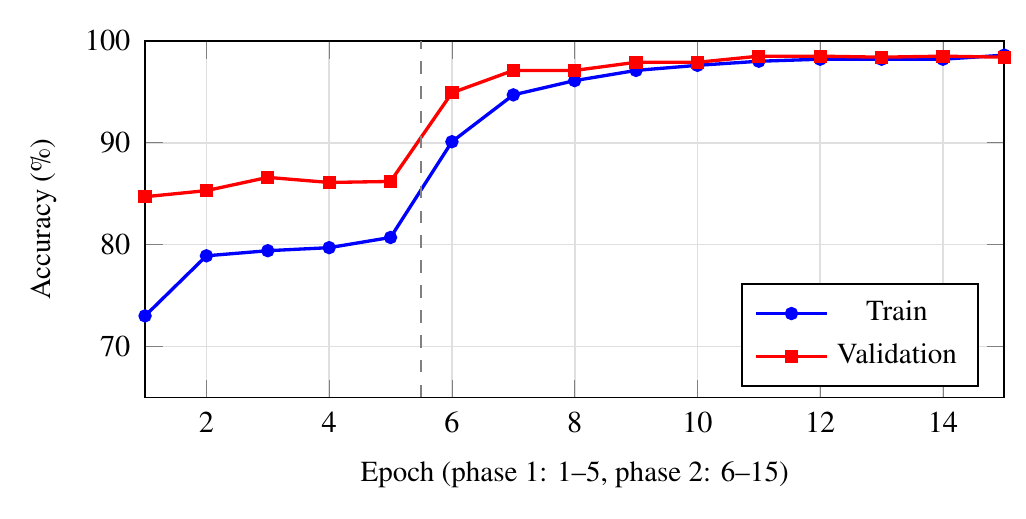 100
90
80
70
Accuracy (%)
Train
Validation
2 4 6 8 10 12 14
Epoch (phase 1: 1–5, phase 2: 6–15)